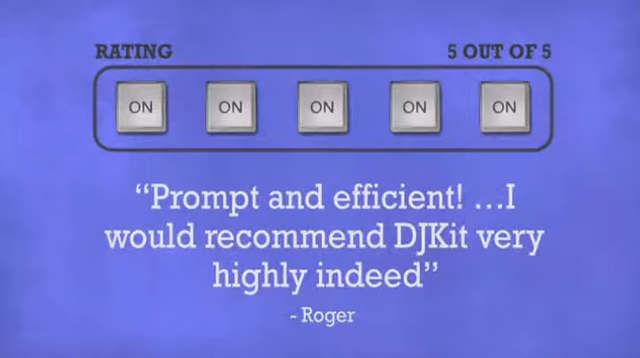 RATING 5 OUT OF 5
ON ON ON ON ON
“Prompt and efficient! ...I
would recommend DJKit very
highly indeed”
- Roger